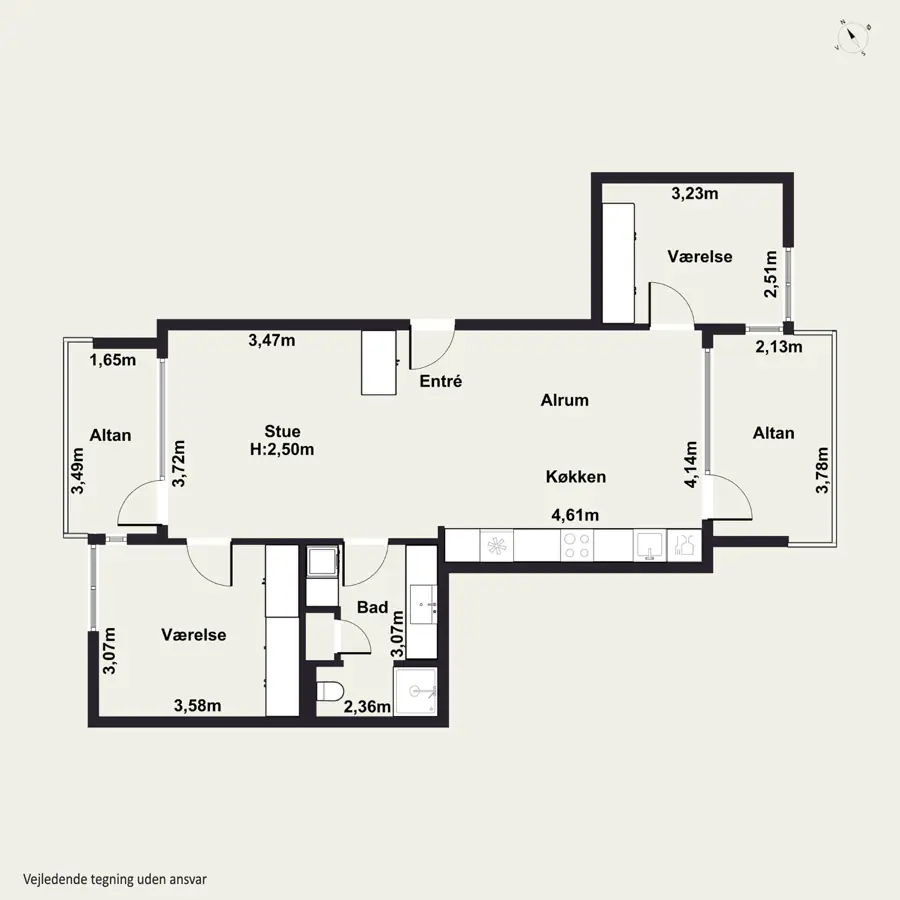 N
Ø
V
S
3,23m
Værelse
2,51m
3,47m
1,65m
2,13m
Entré
Alrum
Altan
Stue
H:2,50m
Altan
3,49m
3,72m
4,14m
3,78m
Køkken
4,61m
Bad
Værelse
3,07m
3,07m
3,58m
2,36m
Vejledende tegning uden ansvar